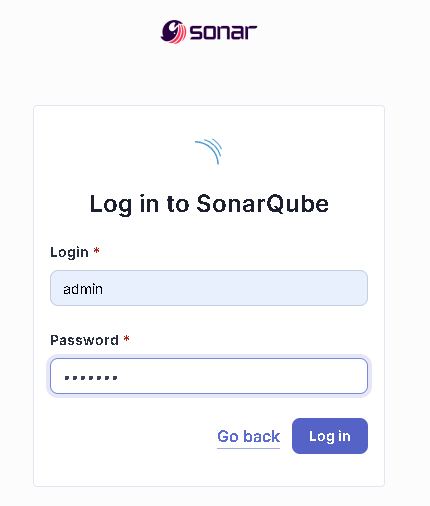 sonar
Log in to SonarQube
Login *
admin
Password *
•••••••
Go back
Log in